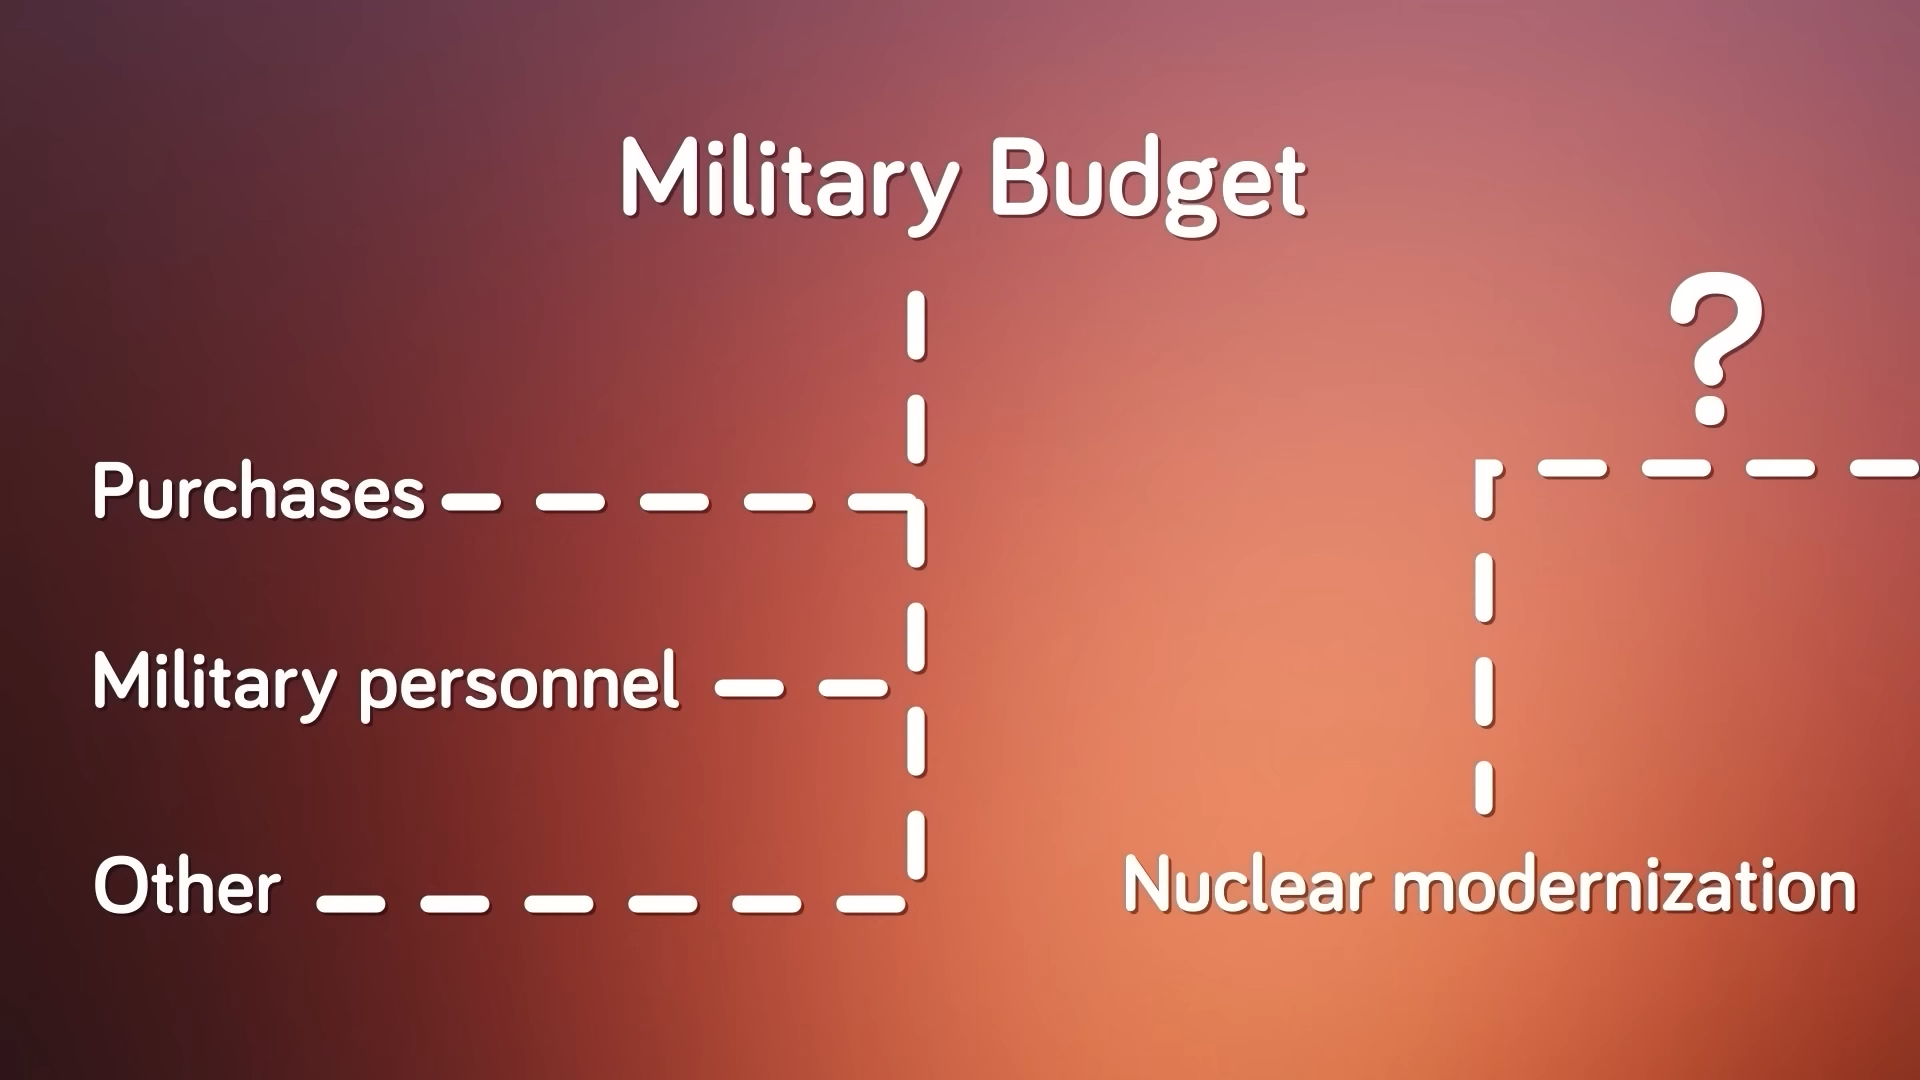 Military Budget
?
Purchases
Military personnel
Other
Nuclear modernization